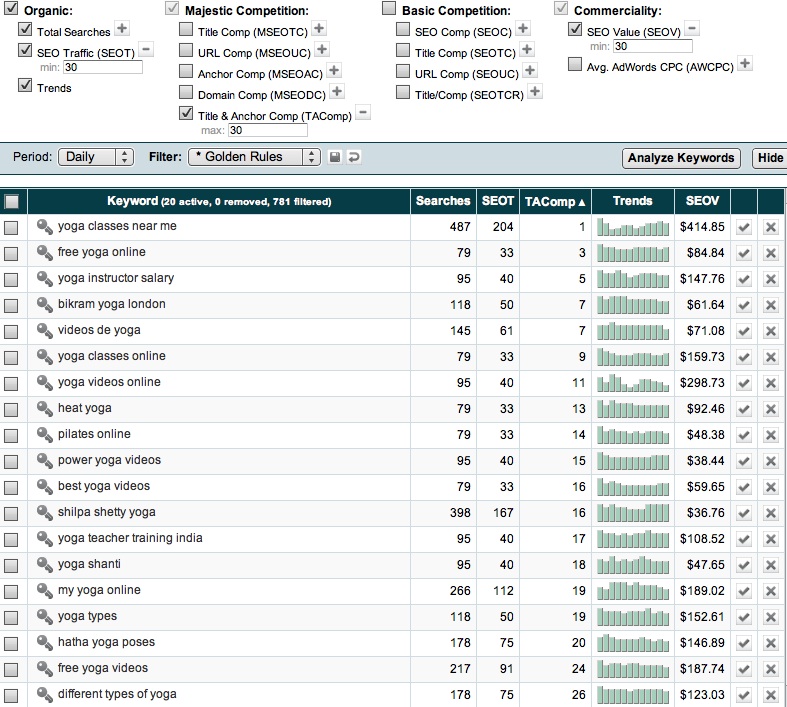 Organic: Majestic Competition: Basic Competition: Commerciality:
Total Searches Title Comp (MSEOTC) SEO Comp (SEOC) SEO Value (SEOV)
SEO Traffic (SEOT) URL Comp (MSEOUC) Title Comp (SEOTC) min: 30
min: 30 Anchor Comp (MSEOAC) URL Comp (SEOUC) Avg. AdWords CPC (AWCPC)
Trends Domain Comp (MSEODC) Title/Comp (SEOTCR)
Title & Anchor Comp (TAComp)
max: 30
Period: Daily Filter: * Golden Rules Analyze Keywords Hide
Keyword (20 active, 0 removed, 781 filtered) Searches SEOT TAComp▲ Trends SEOV
yoga classes near me 487 204 1 $414.85
free yoga online 79 33 3 $84.84
yoga instructor salary 95 40 5 $147.76
bikram yoga london 118 50 7 $61.64
videos de yoga 145 61 7 $71.08
yoga classes online 79 33 9 $159.73
yoga videos online 95 40 11 $298.73
heat yoga 79 33 13 $92.46
pilates online 79 33 14 $48.38
power yoga videos 95 40 15 $38.44
best yoga videos 79 33 16 $59.65
shilpa shetty yoga 398 167 16 $36.76
yoga teacher training india 95 40 17 $108.52
yoga shanti 95 40 18 $47.65
my yoga online 266 112 19 $189.02
yoga types 118 50 19 $152.61
hatha yoga poses 178 75 20 $146.89
free yoga videos 217 91 24 $187.74
different types of yoga 178 75 26 $123.03